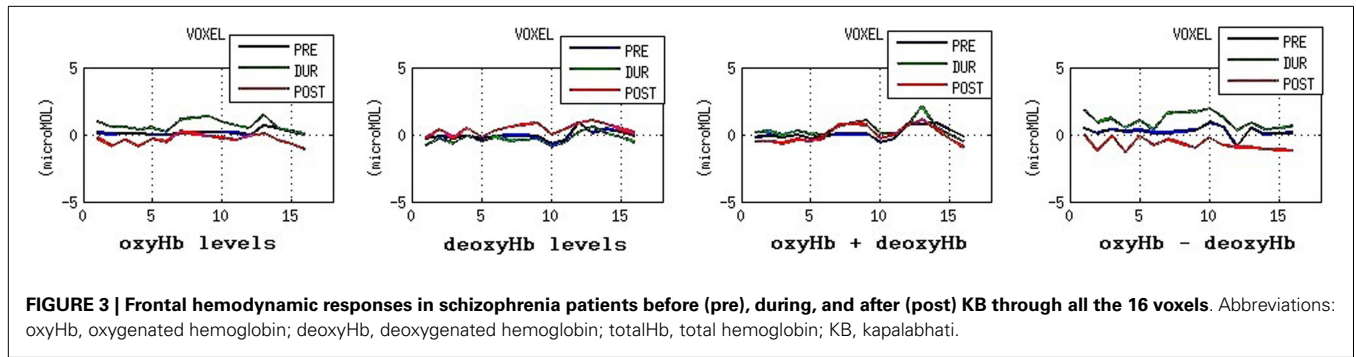 VOXEL
PRE
DUR
POST
5
0
-5
(microMOL)
0 5 10 15
oxyHb levels
VOXEL
PRE
DUR
POST
5
0
-5
(microMOL)
0 5 10 15
deoxyHb levels
VOXEL
PRE
DUR
POST
5
0
-5
(microMOL)
0 5 10 15
oxyHb + deoxyHb
VOXEL
PRE
DUR
POST
5
0
-5
(microMOL)
0 5 10 15
oxyHb - deoxyHb
FIGURE 3 | Frontal hemodynamic responses in schizophrenia patients before (pre), during, and after (post) KB through all the 16 voxels. Abbreviations:
oxyHb, oxygenated hemoglobin; deoxyHb, deoxygenated hemoglobin; totalHb, total hemoglobin; KB, kapalabhati.